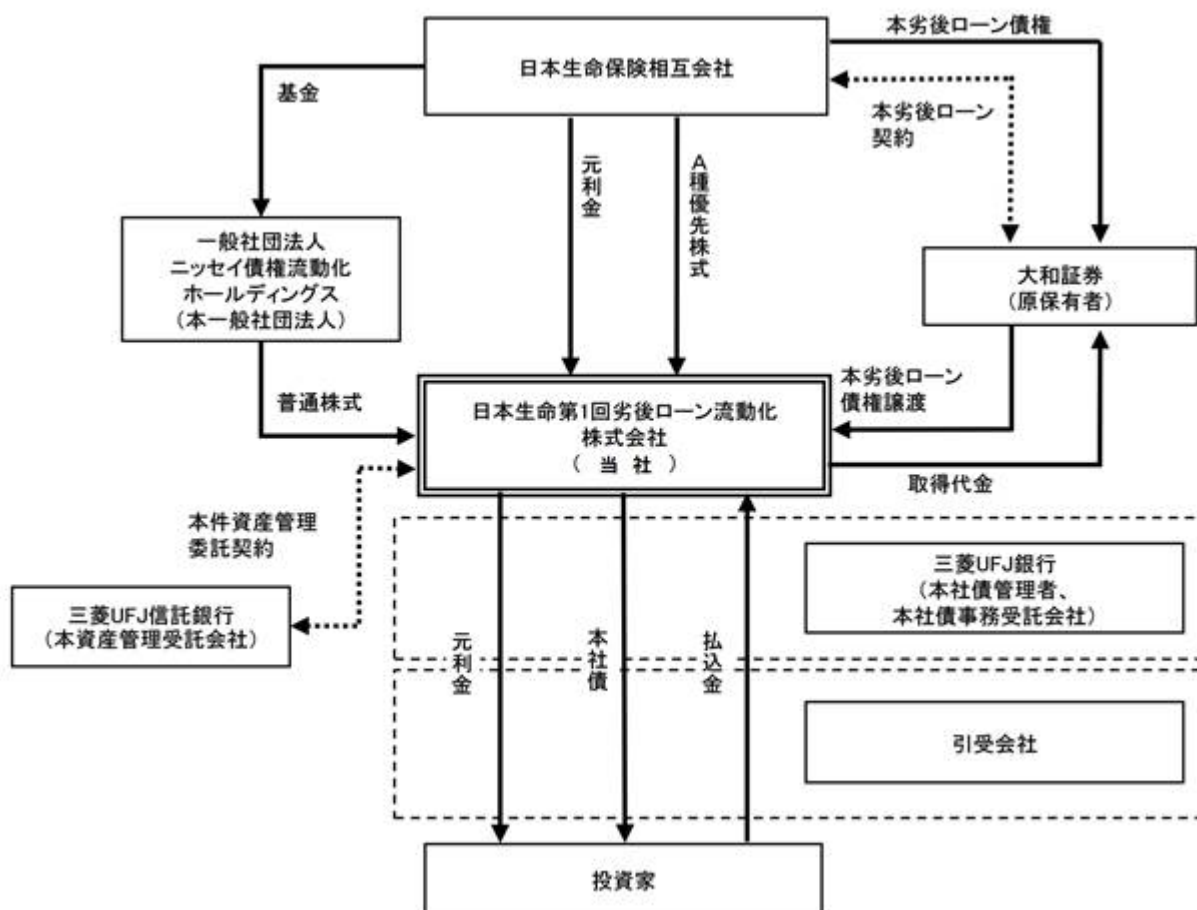 本劣後ローン債権
日本生命保険相互会社
基金
本劣後ローン
契約
元利金
A種優先株式
一般社団法人
ニッセイ債権流動化
ホールディングス
(本一般社団法人)
大和証券
(原保有者)
普通株式
本劣後ローン
債権譲渡
日本生命第1回劣後ローン流動化
株式会社
( 当 社 )
取得代金
本件資産管理
委託契約
三菱UFJ銀行
(本社債管理者、
本社債事務受託会社)
三菱UFJ信託銀行
(本資産管理受託会社)
元利金
本社債
払込金
引受会社
投資家